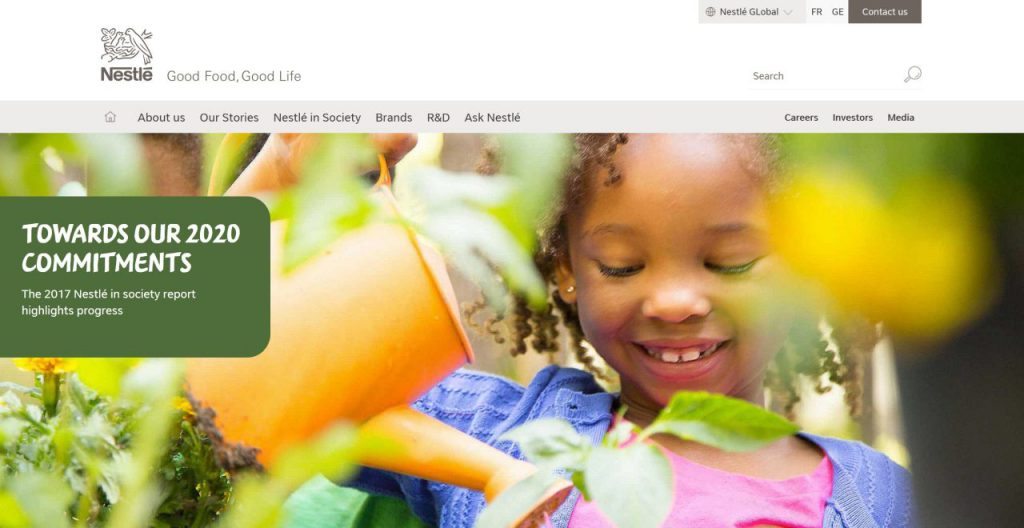 Nestlé GLobal
FR GE
Contact us
Nestlé
Good Food, Good Life
Search
About us Our Stories Nestlé in Society Brands R&D Ask Nestlé
Careers Investors Media
TOWARDS OUR 2020
COMMITMENTS
The 2017 Nestlé in society report
highlights progress